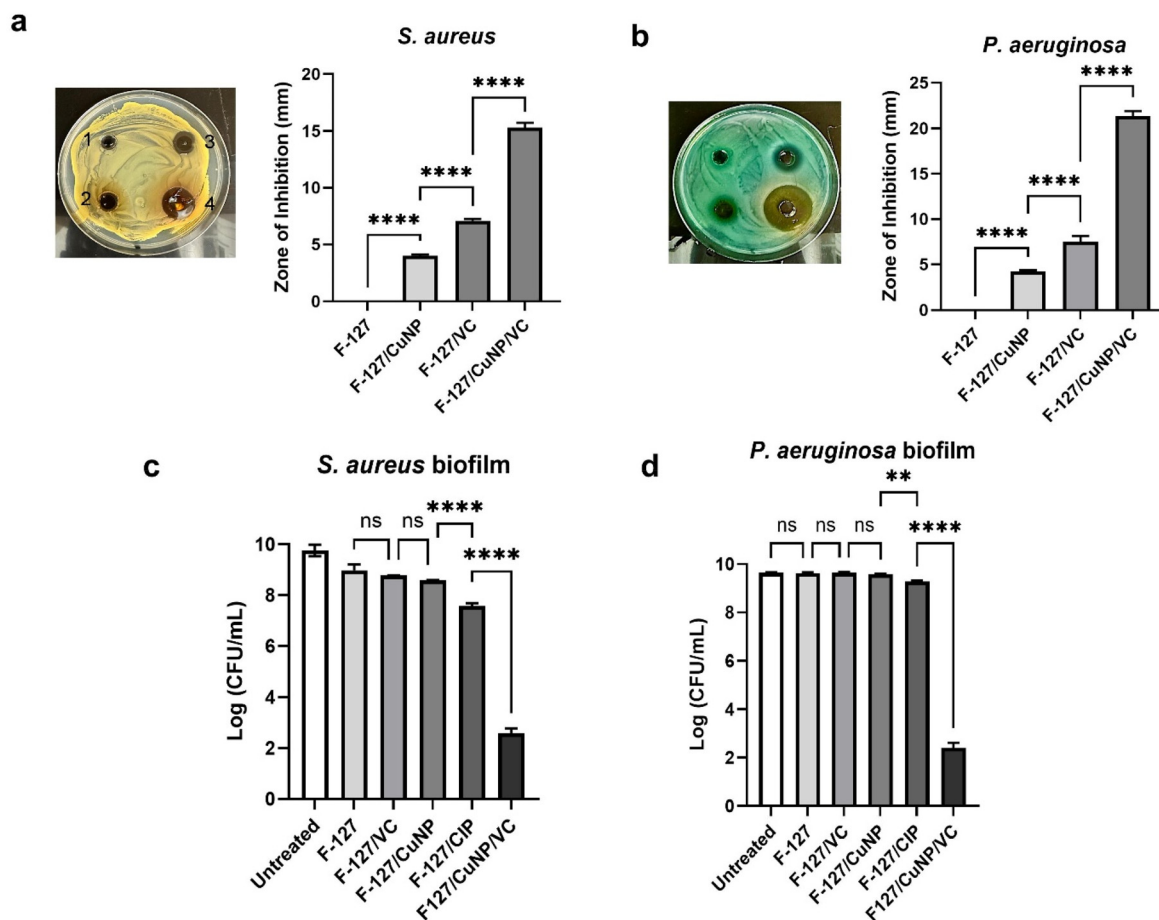 a
S. aureus
1
2
3
4
Zone of Inhibition (mm)
20
15
10
5
0
****
****
****
F-127
F-127/CuNP
F-127/VC
F-127/CuNP/VC
b
P. aeruginosa
Zone of Inhibition (mm)
25
20
15
10
5
0
****
****
****
F-127
F-127/CuNP
F-127/VC
F-127/CuNP/VC
c
S. aureus biofilm
Log (CFU/mL)
10
8
6
4
2
0
ns
ns
****
****
Untreated
F-127
F-127/VC
F-127/CuNP
F-127/CIP
F127/CuNP/VC
d
P. aeruginosa biofilm
Log (CFU/mL)
10
8
6
4
2
0
ns
ns
ns
**
****
Untreated
F-127
F-127/VC
F-127/CuNP
F-127/CIP
F127/CuNP/VC